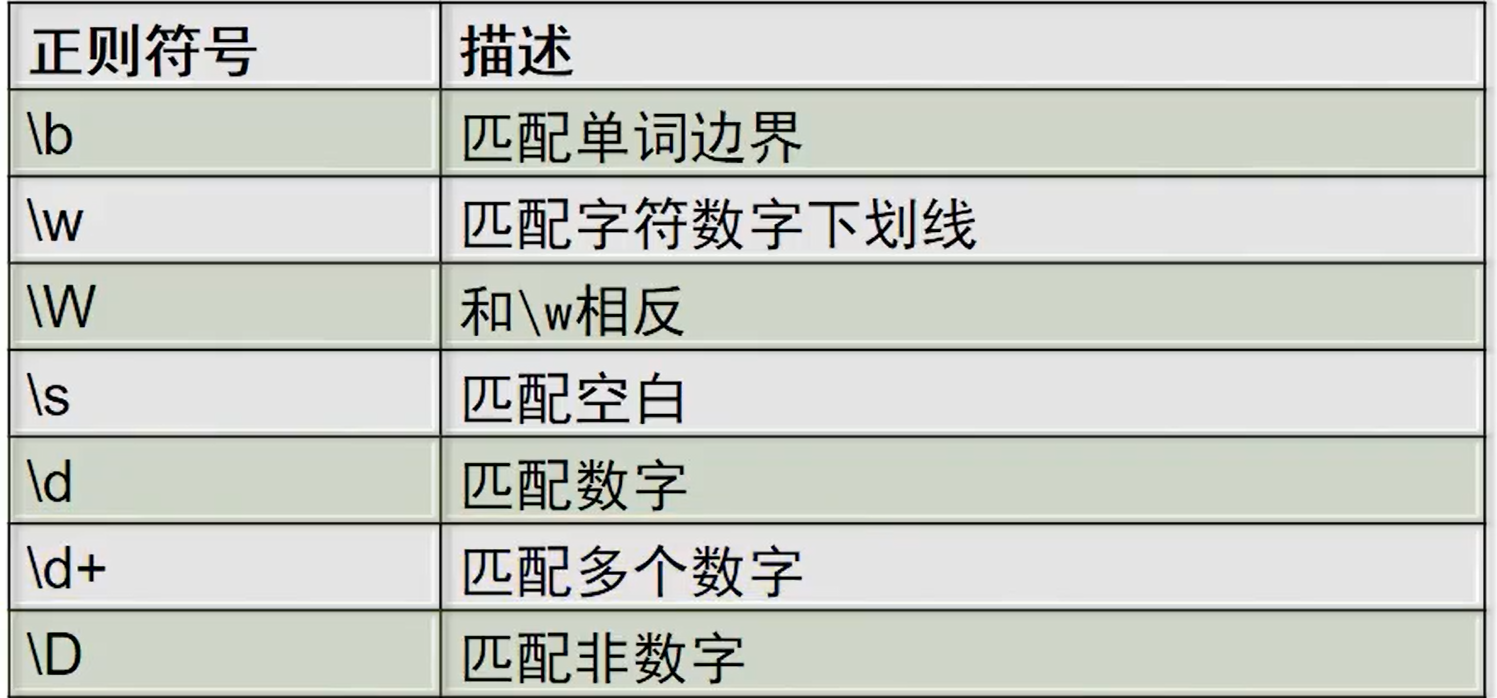 正则符号 描述
\b 匹配单词边界
\w 匹配字符数字下划线
\W 和\w相反
\s 匹配空白
\d 匹配数字
\d+ 匹配多个数字
\D 匹配非数字